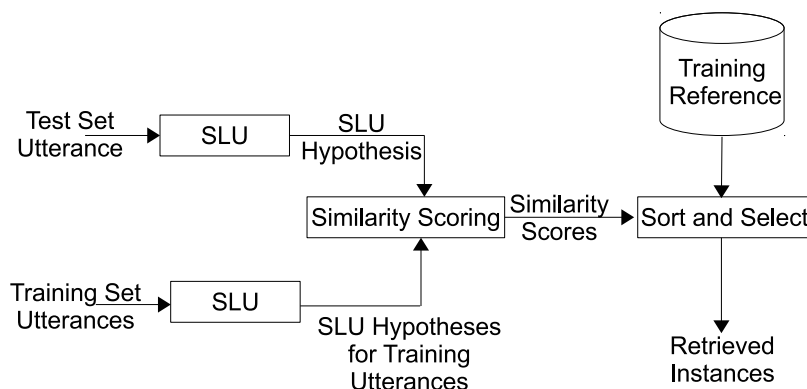 Training
Reference
Test Set
Utterance
SLU
SLU
Hypothesis
Similarity Scoring
Similarity
Scores
Sort and Select
Training Set
Utterances
SLU
SLU Hypotheses
for Training
Utterances
Retrieved
Instances